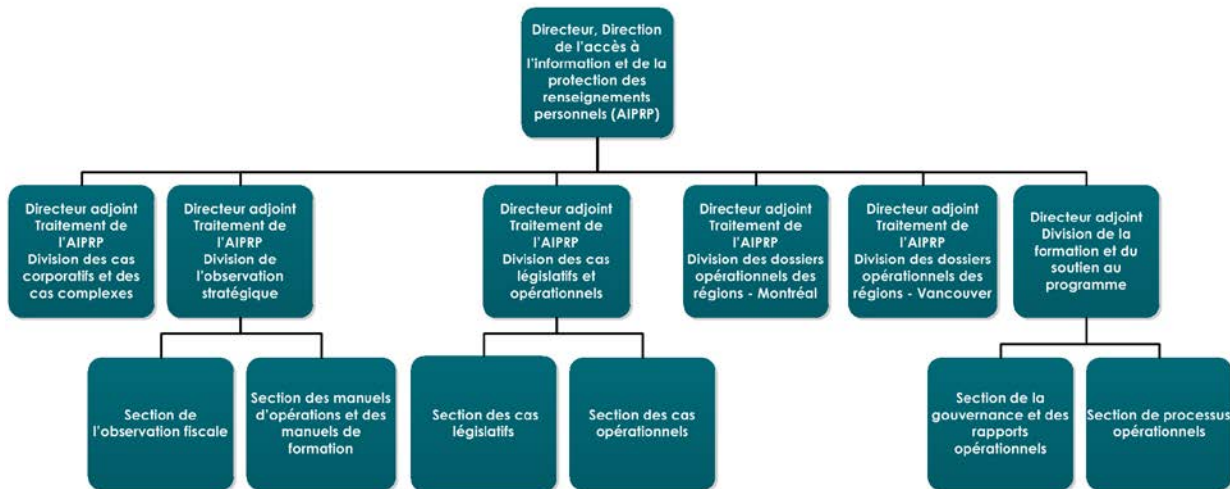 Directeur, Direction
de l'accès à
l'information et de la
protection des
renseignements
personnels (AIPRP)
Directeur adjoint
Traitement de
l'AIPRP
Division des cas
corporatifs et des
cas complexes
Directeur adjoint
Traitement de
l'AIPRP
Division de
l'observation
stratégique
Directeur adjoint
Traitement de
l'AIPRP
Division des cas
législatifs et
opérationnels
Directeur adjoint
Traitement de
l'AIPRP
Division des dossiers
opérationnels des
régions - Montréal
Directeur adjoint
Traitement de
l'AIPRP
Division des dossiers
opérationnels des
régions - Vancouver
Directeur adjoint
Division de la
formation et du
soutien au
programme
Section de
l'observation fiscale
Section des manuels
d'opérations et des
manuels de
formation
Section des cas
législatifs
Section des cas
opérationnels
Section de la
gouvernance et des
rapports
opérationnels
Section de processus
opérationnels